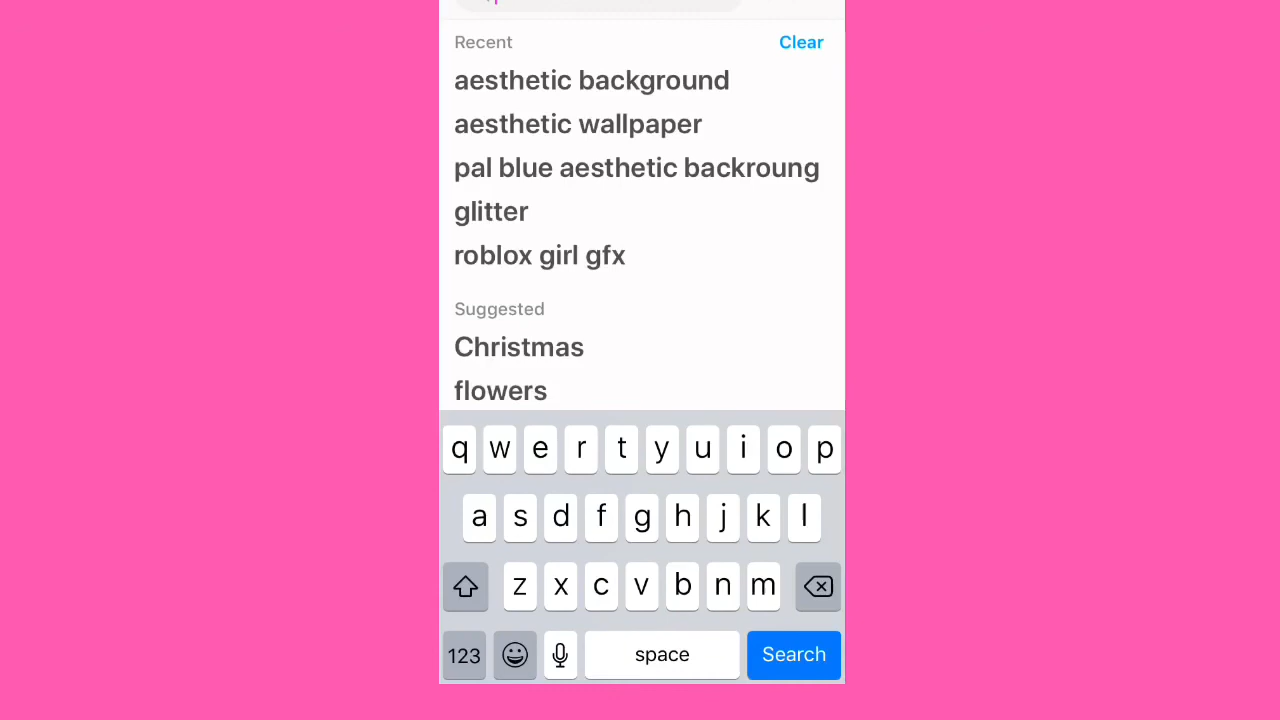 Recent Clear
aesthetic background
aesthetic wallpaper
pal blue aesthetic backroung
glitter
roblox girl gfx
Suggested
Christmas
flowers
q w e r t y u i o p
a s d f g h j k l
z x c v b n m
123 space Search